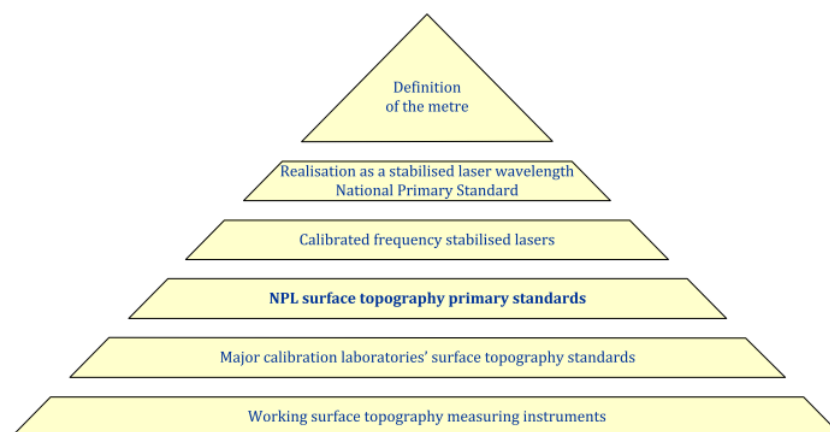 Definition
of the metre
Realisation as a stabilised laser wavelength
National Primary Standard
Calibrated frequency stabilised lasers
NPL surface topography primary standards
Major calibration laboratories’ surface topography standards
Working surface topography measuring instruments